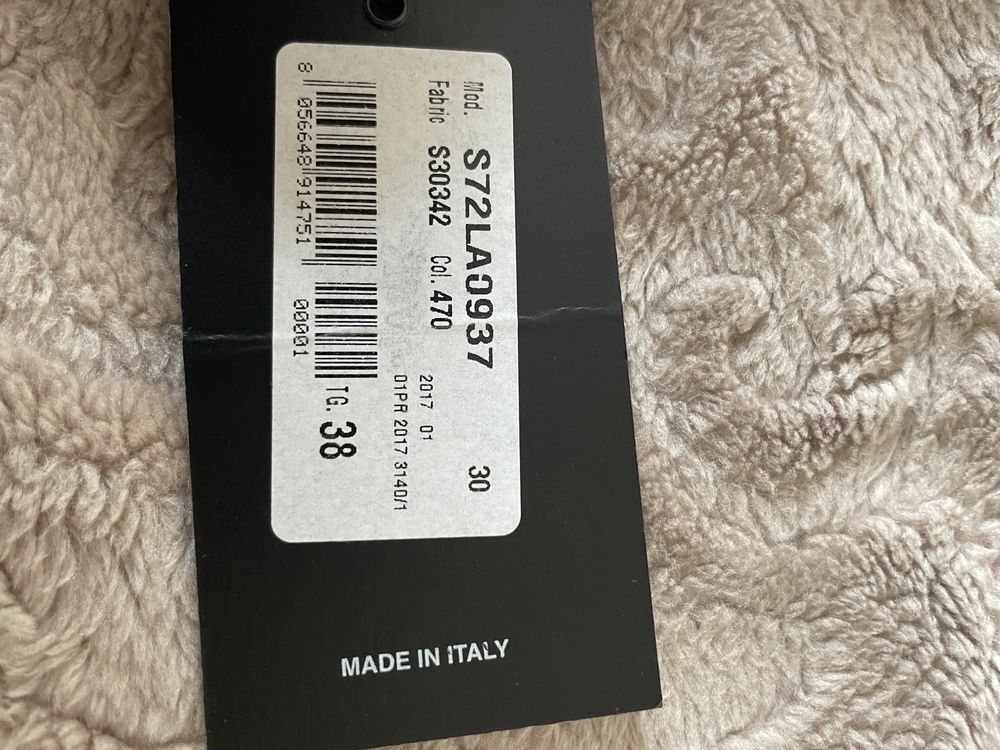 Mod. S72LA0937 30
Fabric S30342 Col. 470
2017 01
01PR 2017 3140/1
8 056648 914751 00001
TG. 38
MADE IN ITALY